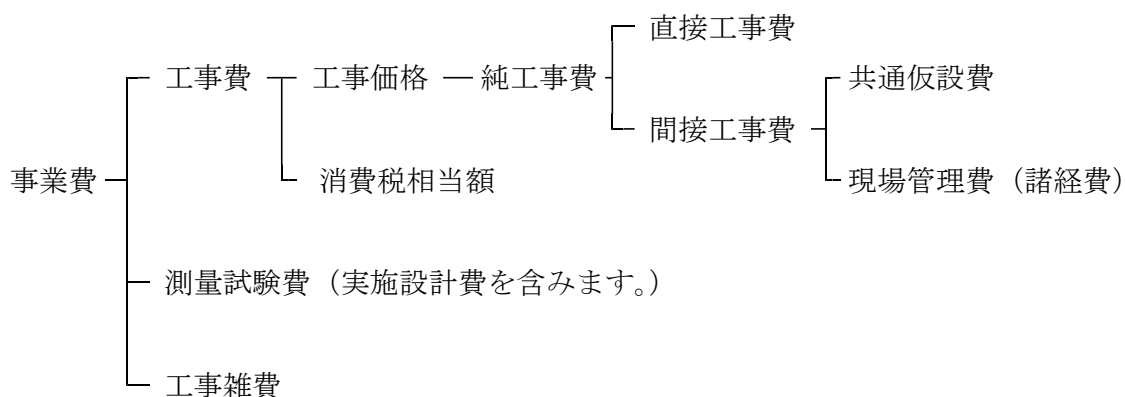 直接工事費
工事費 工事価格 純工事費 共通仮設費
間接工事費
事業費 消費税相当額 現場管理費（諸経費）
測量試験費（実施設計費を含みます。）
工事雑費